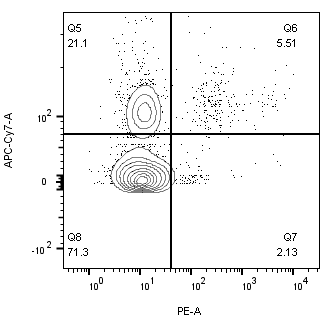 Q5
21.1
Q6
5.51
APC-Cy7-A
10²
0
-10²
Q8
71.3
Q7
2.13
10⁰ 10¹ 10² 10³ 10⁴
PE-A